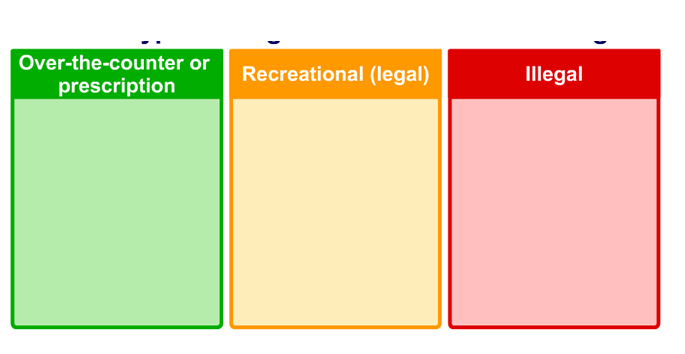 Over-the-counter or
prescription
Recreational (legal)
Illegal